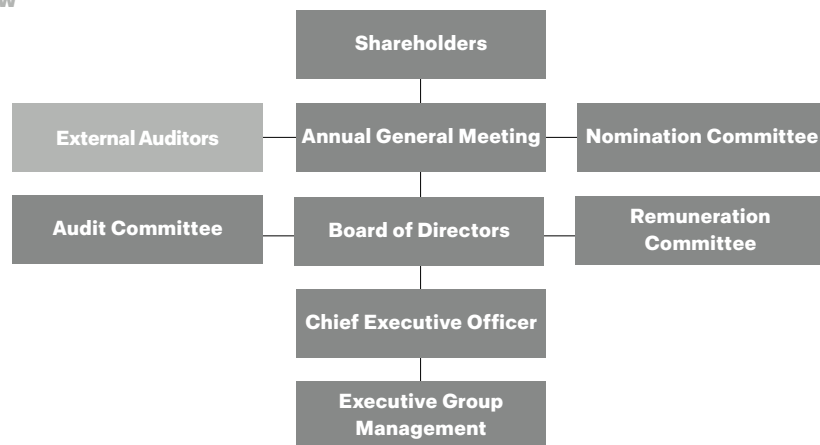 Shareholders
External Auditors
Annual General Meeting
Nomination Committee
Audit Committee
Board of Directors
Remuneration
Committee
Chief Executive Officer
Executive Group
Management